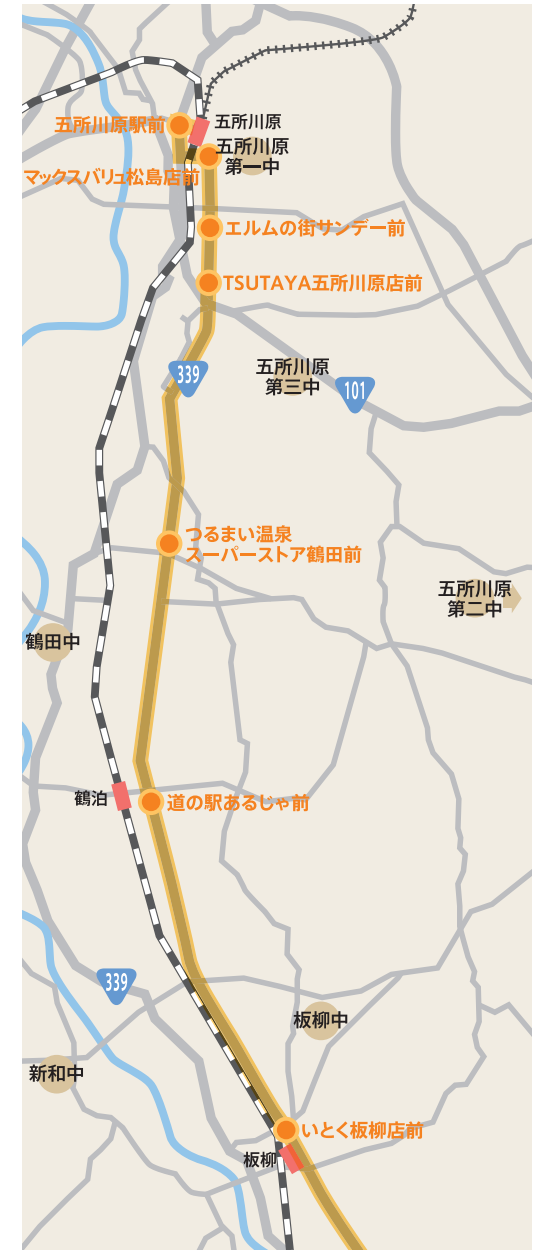 五所川原駅前
五所川原
五所川原
第一中
マックスバリュ松島店前
エルムの街サンデー前
TSUTAYA五所川原店前
339
五所川原
第三中
101
つるまい温泉
スーパーストア鶴田前
五所川原
第二中
鶴田中
鶴泊
道の駅あるじゃ前
339
板柳中
新和中
いとく板柳店前
板柳